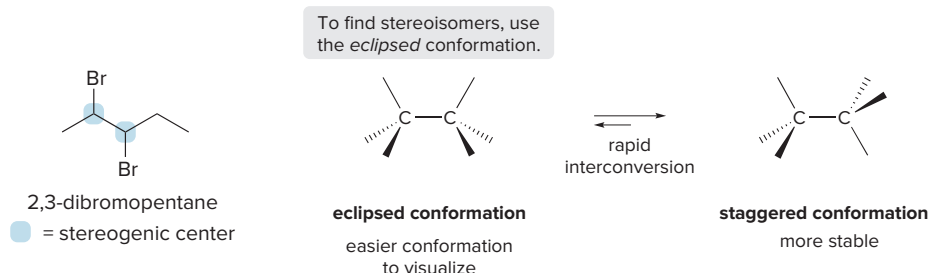 To find stereoisomers, use
the eclipsed conformation.
Br
Br
2,3-dibromopentane
= stereogenic center
C C
eclipsed conformation
easier conformation
to visualize
rapid
interconversion
C C
staggered conformation
more stable